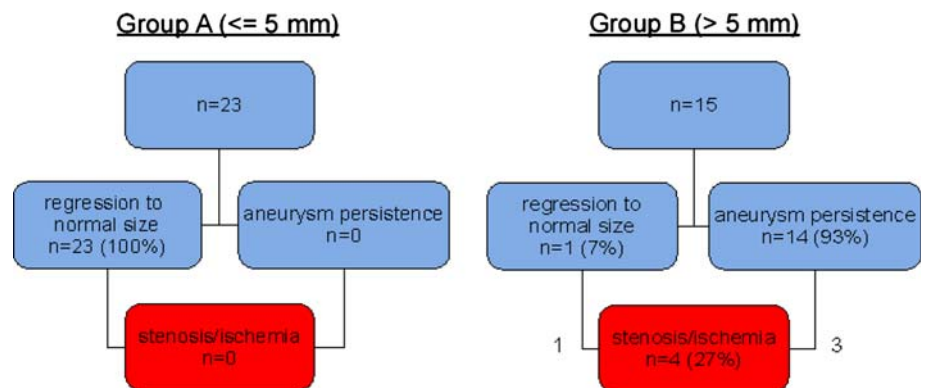 Group A (<= 5 mm)
n=23
regression to
normal size
n=23 (100%)
aneurysm persistence
n=0
stenosis/ischemia
n=0
Group B (> 5 mm)
n=15
regression to
normal size
n=1 (7%)
aneurysm persistence
n=14 (93%)
1
stenosis/ischemia
n=4 (27%)
3